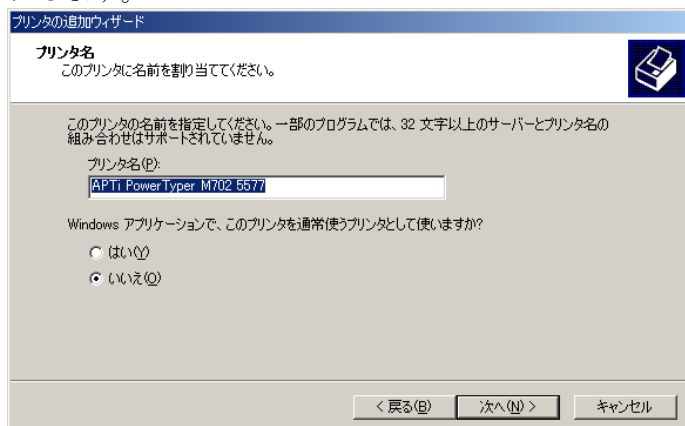 プリンタの追加ウィザード
プリンタ名
このプリンタに名前を割り当ててください。
このプリンタの名前を指定してください。一部のプログラムでは、32 文字以上のサーバーとプリンタ名の
組み合わせはサポートされていません。
プリンタ名(P):
APTi PowerTyper M702 5577
Windows アプリケーションで、このプリンタを通常使うプリンタとして使いますか?
はい(Y)
いいえ(O)
< 戻る(B)
次へ(N) >
キャンセル